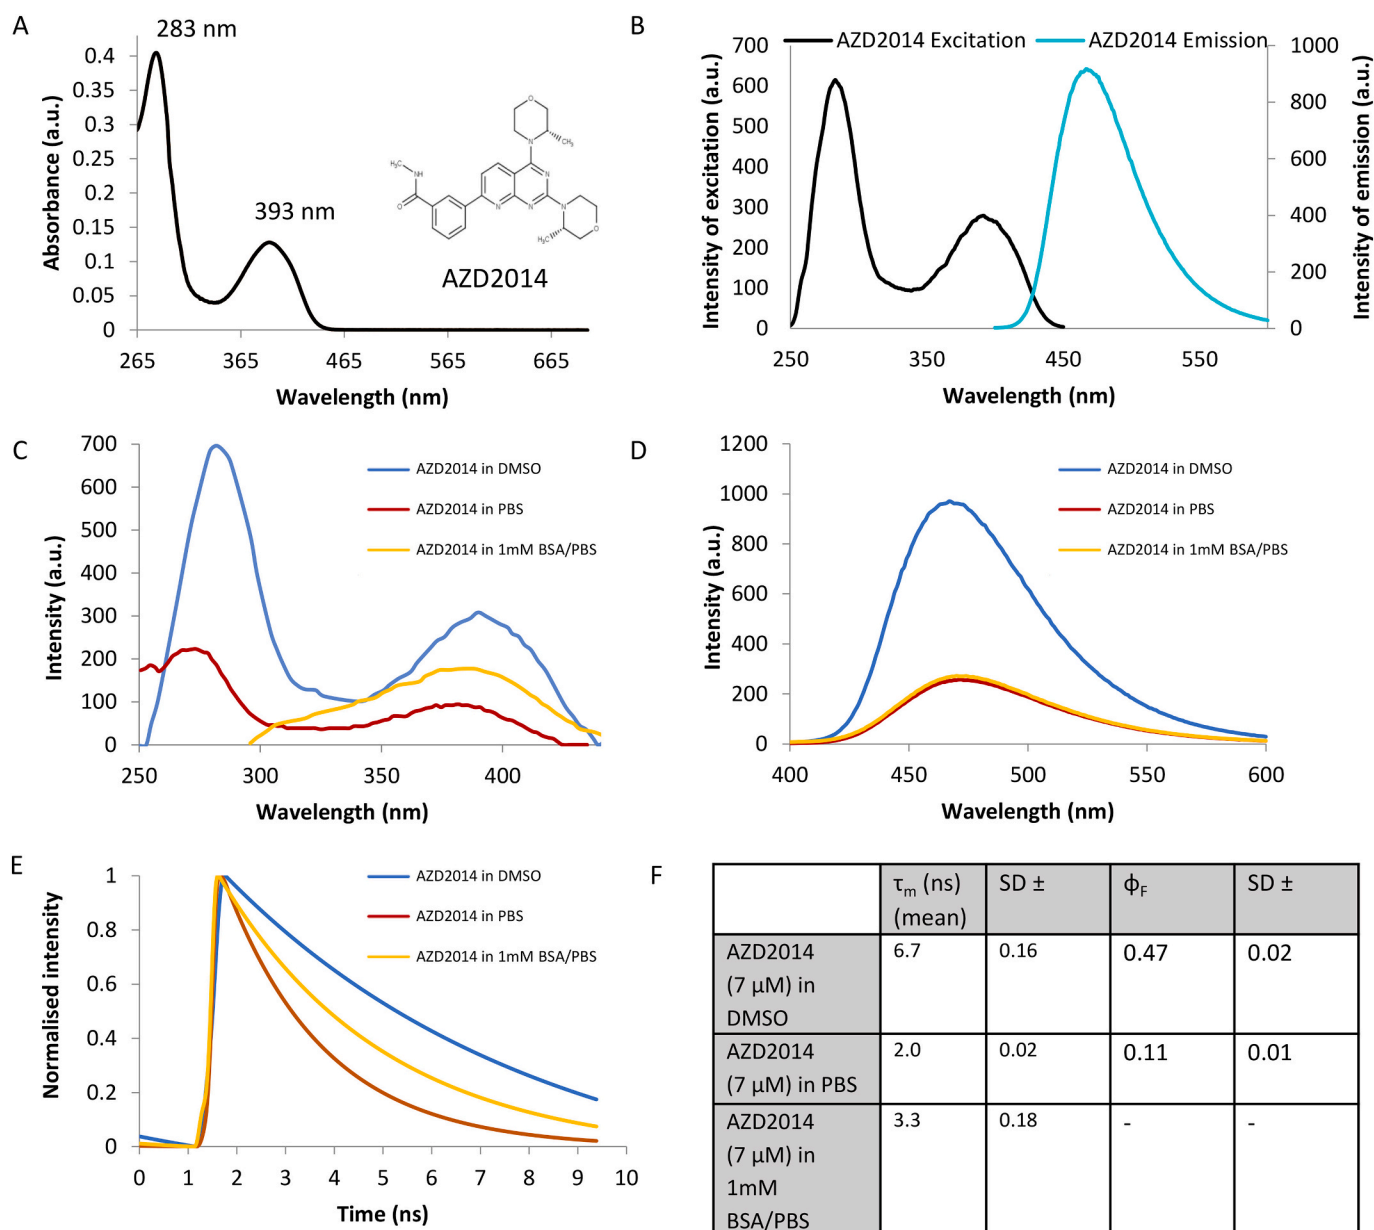 A
283 nm
0.4
0.35
0.3
0.25
0.2
0.15
0.1
0.05
0
393 nm
Absorbance (a.u.)
265 365 465 565 665
Wavelength (nm)
O
N
CH₃
H₃C
NH
O
N
N
N
N
H₃C
O
AZD2014
B
AZD2014 Excitation AZD2014 Emission
700
600
500
400
300
200
100
0
Intensity of excitation (a.u.)
1000
800
600
400
200
0
Intensity of emission (a.u.)
250 350 450 550
Wavelength (nm)
C
700
600
500
400
300
200
100
0
Intensity (a.u.)
AZD2014 in DMSO
AZD2014 in PBS
AZD2014 in 1mM BSA/PBS
250 300 350 400
Wavelength (nm)
D
1200
1000
800
600
400
200
0
Intensity (a.u.)
AZD2014 in DMSO
AZD2014 in PBS
AZD2014 in 1mM BSA/PBS
400 450 500 550 600
Wavelength (nm)
E
1
0.8
0.6
0.4
0.2
0
Normalised intensity
AZD2014 in DMSO
AZD2014 in PBS
AZD2014 in 1mM BSA/PBS
0 1 2 3 4 5 6 7 8 9 10
Time (ns)
F
τm (ns) SD ± ϕF SD ±
(mean)
AZD2014 6.7 0.16 0.47 0.02
(7 μM) in
DMSO
AZD2014 2.0 0.02 0.11 0.01
(7 μM) in PBS
AZD2014 3.3 0.18 - -
(7 μM) in
1mM
BSA/PBS